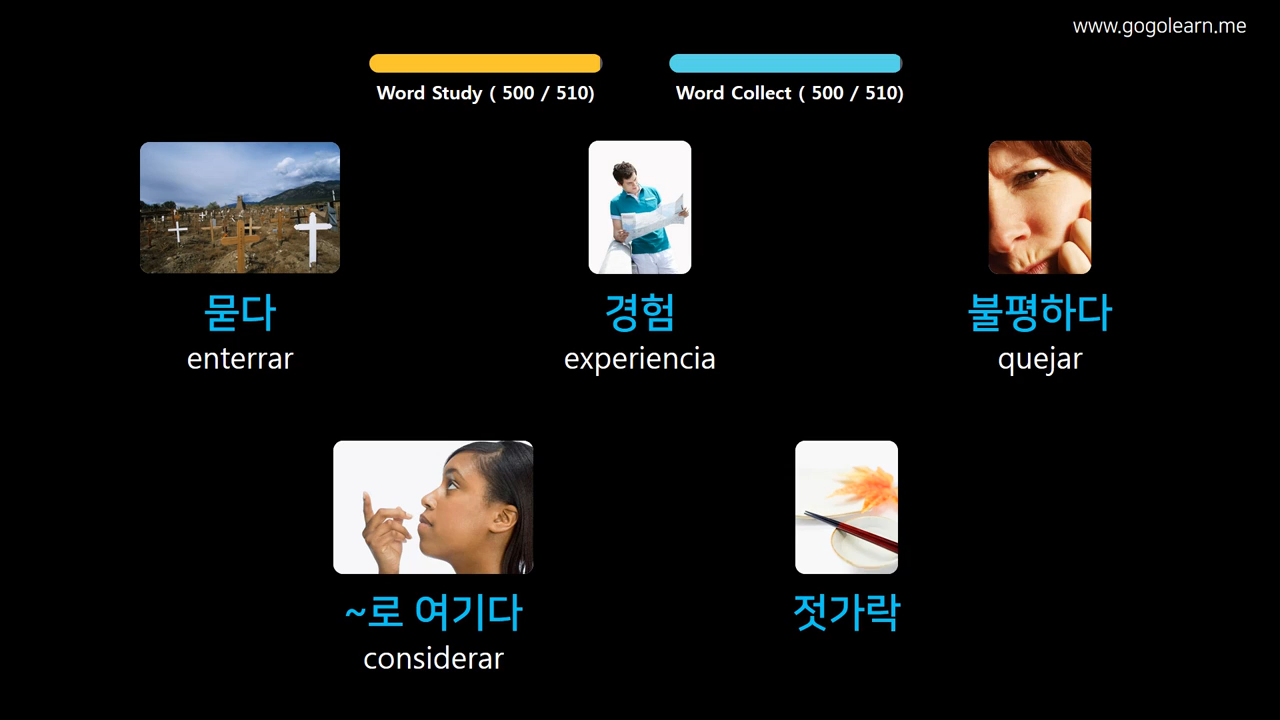 www.gogolearn.me
Word Study ( 500 / 510)
Word Collect ( 500 / 510)
묻다
enterrar
경험
experiencia
불평하다
quejar
~로 여기다
considerar
젓가락